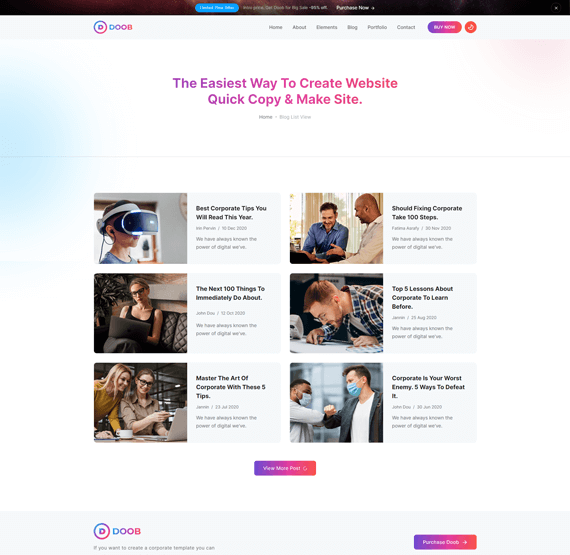 Limited Time Offer
Intro price. Get Doob for Big Sale -95% off.
Purchase Now →
DOOB
Home
About
Elements
Blog
Portfolio
Contact
BUY NOW
The Easiest Way To Create Website
Quick Copy & Make Site.
Home
Blog List View
Best Corporate Tips You
Will Read This Year.
/ 10 Dec 2020
We have always known the
power of digital we've.
Should Fixing Corporate
Take 100 Steps.
Fatima Asrafy / 30 Nov 2020
We have always known the
power of digital we've.
The Next 100 Things To
Immediately Do About.
John Dou / 12 Oct 2020
We have always known the
power of digital we've.
Top 5 Lessons About
Corporate To Learn
Before.
Jannin / 25 Aug 2020
We have always known the
power of digital we've.
Master The Art Of
Corporate With These 5
Tips.
Jannin / 23 Jul 2020
We have always known the
power of digital we've.
Corporate Is Your Worst
Enemy. 5 Ways To Defeat
It.
John Dou / 30 Jun 2020
We have always known the
power of digital we've.
View More Post
DOOB
If you want to create a corporate template you can
Purchase Doob →